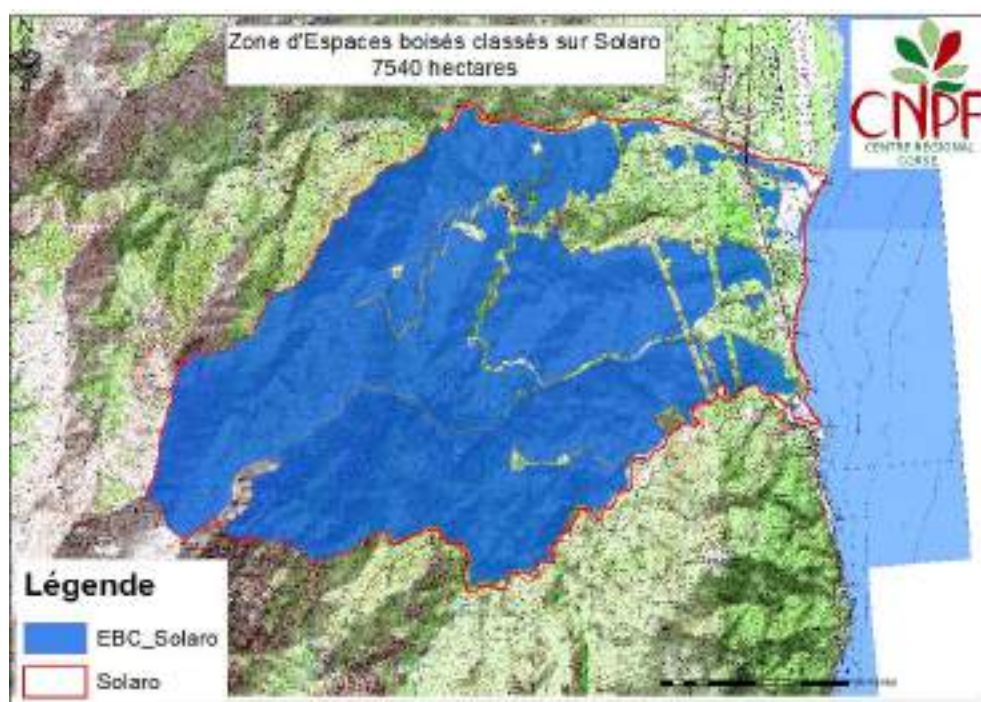 Zone d'Espaces boisés classés sur Solaro
7540 hectares
CNPF
CENTRE REGIONAL
CORSE
Légende
EBC_Solaro
Solaro